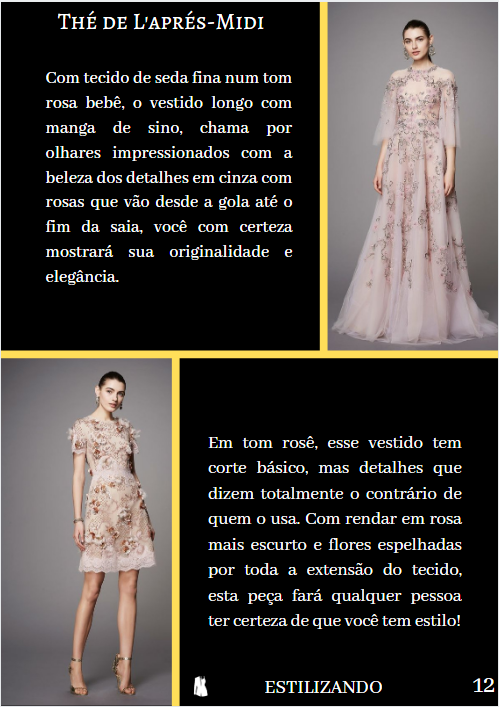 Thé de L'aprés-Midi
Com tecido de seda fina num tom
rosa bebê, o vestido longo com
manga de sino, chama por
olhares impressionados com a
beleza dos detalhes em cinza com
rosas que vão desde a gola até o
fim da saia, você com certeza
mostrará sua originalidade e
elegância.
Em tom rosê, esse vestido tem
corte básico, mas detalhes que
dizem totalmente o contrário de
quem o usa. Com rendar em rosa
mais escurto e flores espelhadas
por toda a extensão do tecido,
esta peça fará qualquer pessoa
ter certeza de que você tem estilo!
ESTILIZANDO
12